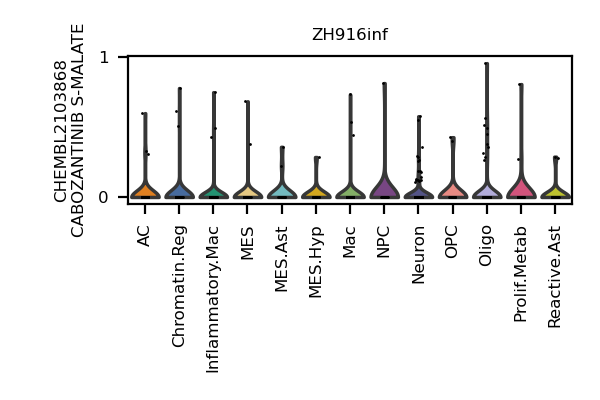 ZH916inf
CHEMBL2103868
CABOZANTINIB S-MALATE
1
0
AC
Chromatin.Reg
Inflammatory.Mac
MES
MES.Ast
MES.Hyp
Mac
NPC
Neuron
OPC
Oligo
Prolif.Metab
Reactive.Ast